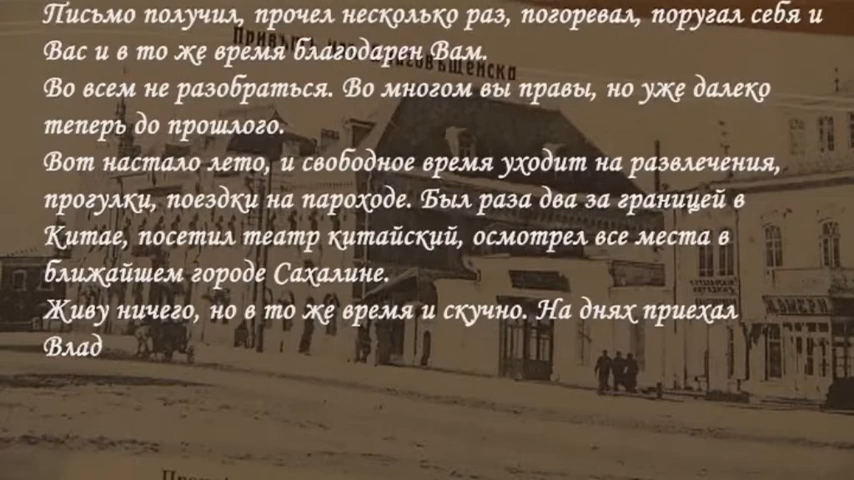 Письмо получил, прочел несколько раз, погоревал, поругал себя и
Вас и в то же время благодарен Вам.
Во всем не разобраться. Во многом вы правы, но уже далеко
теперь до прошлого.
Вот настало лето, и свободное время уходит на развлечения,
прогулки, поездки на пароходе. Был раза два за границей в
Китае, посетил театр китайский, осмотрел все места в
ближайшем городе Сахалине.
Живу ничего, но в то же время и скучно. На днях приехал
Влад